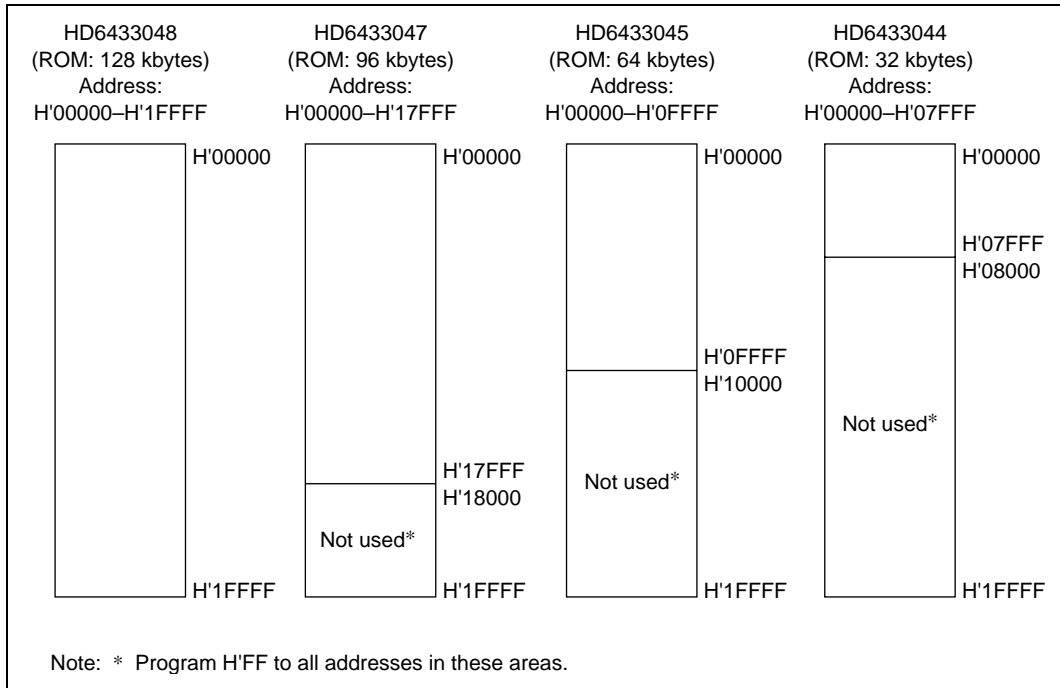 HD6433048
(ROM: 128 kbytes)
Address:
H'00000–H'1FFFF
H'00000
H'1FFFF
HD6433047
(ROM: 96 kbytes)
Address:
H'00000–H'17FFF
H'00000
H'17FFF
H'18000
Not used*
H'1FFFF
HD6433045
(ROM: 64 kbytes)
Address:
H'00000–H'0FFFF
H'00000
H'0FFFF
H'10000
Not used*
H'1FFFF
HD6433044
(ROM: 32 kbytes)
Address:
H'00000–H'07FFF
H'00000
H'07FFF
H'08000
Not used*
H'1FFFF
Note: * Program H'FF to all addresses in these areas.